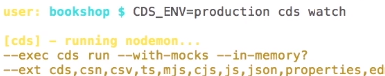 user: bookshop $ CDS_ENV=production cds watch
[cds] - running nodemon...
--exec cds run --with-mocks --in-memory?
--ext cds,csn,csv,ts,mjs,cjs,js,json,properties,ed